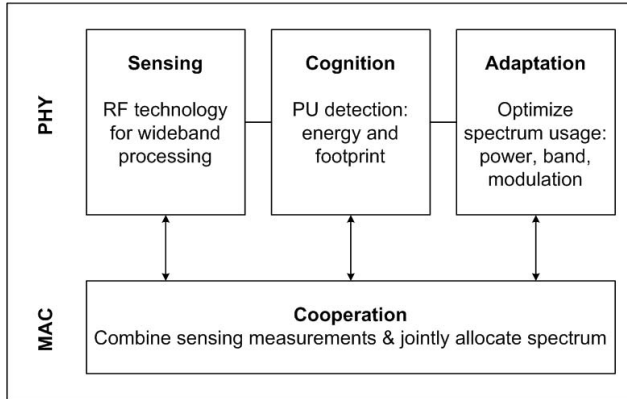 PHY
Sensing
RF technology
for wideband
processing
Cognition
PU detection:
energy and
footprint
Adaptation
Optimize
spectrum usage:
power, band,
modulation
MAC
Cooperation
Combine sensing measurements & jointly allocate spectrum